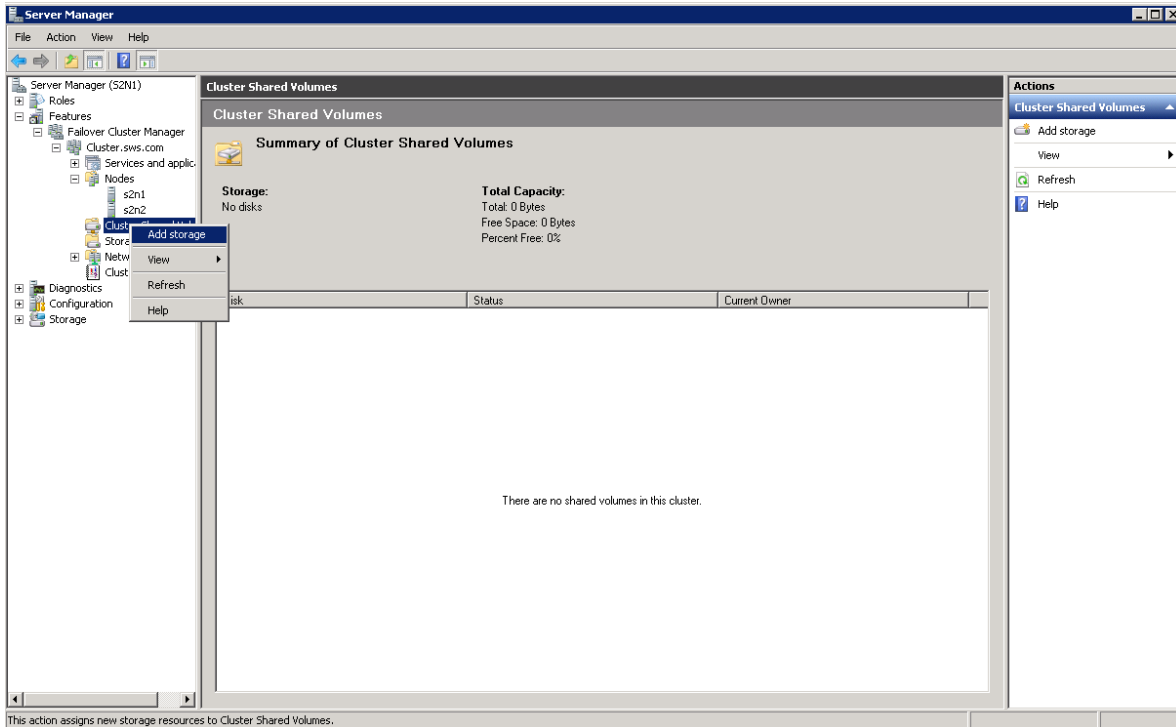 Server Manager
File Action View Help
Server Manager (S2N1)
Roles
Features
Failover Cluster Manager
Cluster.sws.com
Services and applic
Nodes
s2n1
s2n2
Stora
Netw
Clust
Diagnostics
Configuration
Storage
Add storage
View
Refresh
Help
Cluster Shared Volumes
Cluster Shared Volumes
Summary of Cluster Shared Volumes
Storage:
No disks
Total Capacity:
Total: 0 Bytes
Free Space: 0 Bytes
Percent Free: 0%
isk Status Current Owner
There are no shared volumes in this cluster.
Actions
Cluster Shared Volumes
Add storage
View
Refresh
Help
This action assigns new storage resources to Cluster Shared Volumes.